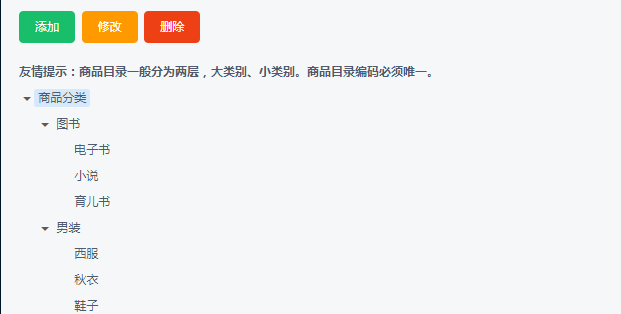 添加 修改 删除
友情提示：商品目录一般分为两层，大类别、小类别。商品目录编码必须唯一。
商品分类
图书
电子书
小说
育儿书
男装
西服
秋衣
鞋子